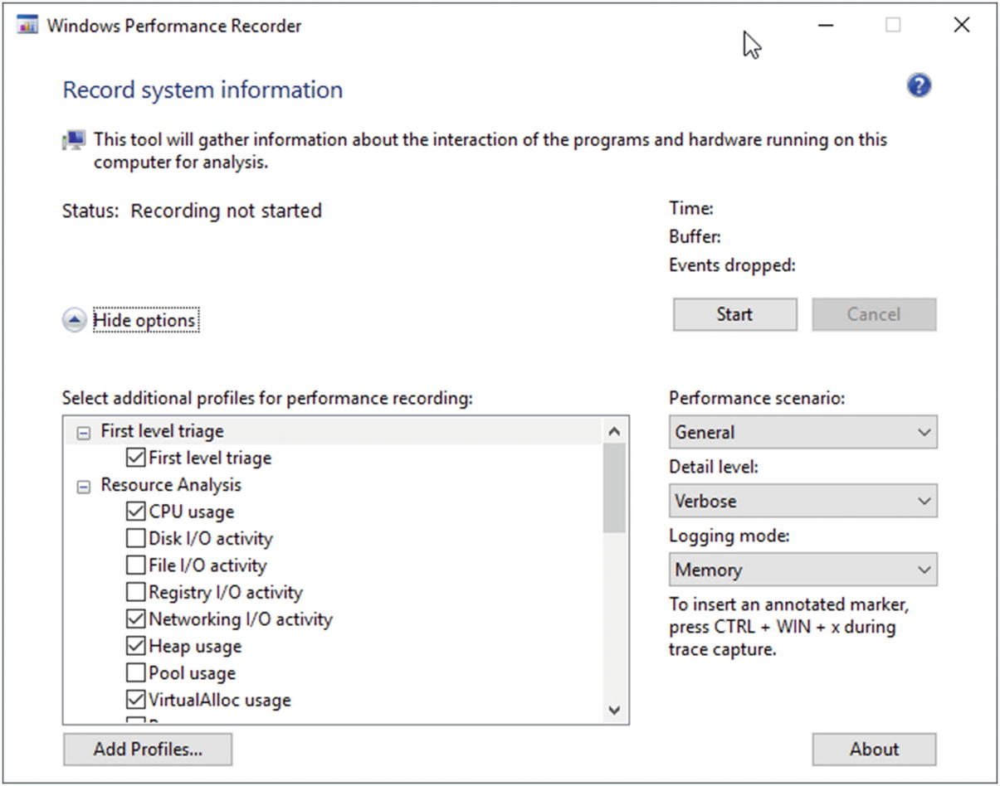 Windows Performance Recorder
Record system information
?
This tool will gather information about the interaction of the programs and hardware running on this
computer for analysis.
Status: Recording not started
Time:
Buffer:
Events dropped:
Hide options
Start
Cancel
Select additional profiles for performance recording:
First level triage
First level triage
Resource Analysis
CPU usage
Disk I/O activity
File I/O activity
Registry I/O activity
Networking I/O activity
Heap usage
Pool usage
VirtualAlloc usage
Performance scenario:
General
Detail level:
Verbose
Logging mode:
Memory
To insert an annotated marker,
press CTRL + WIN + x during
trace capture.
Add Profiles...
About